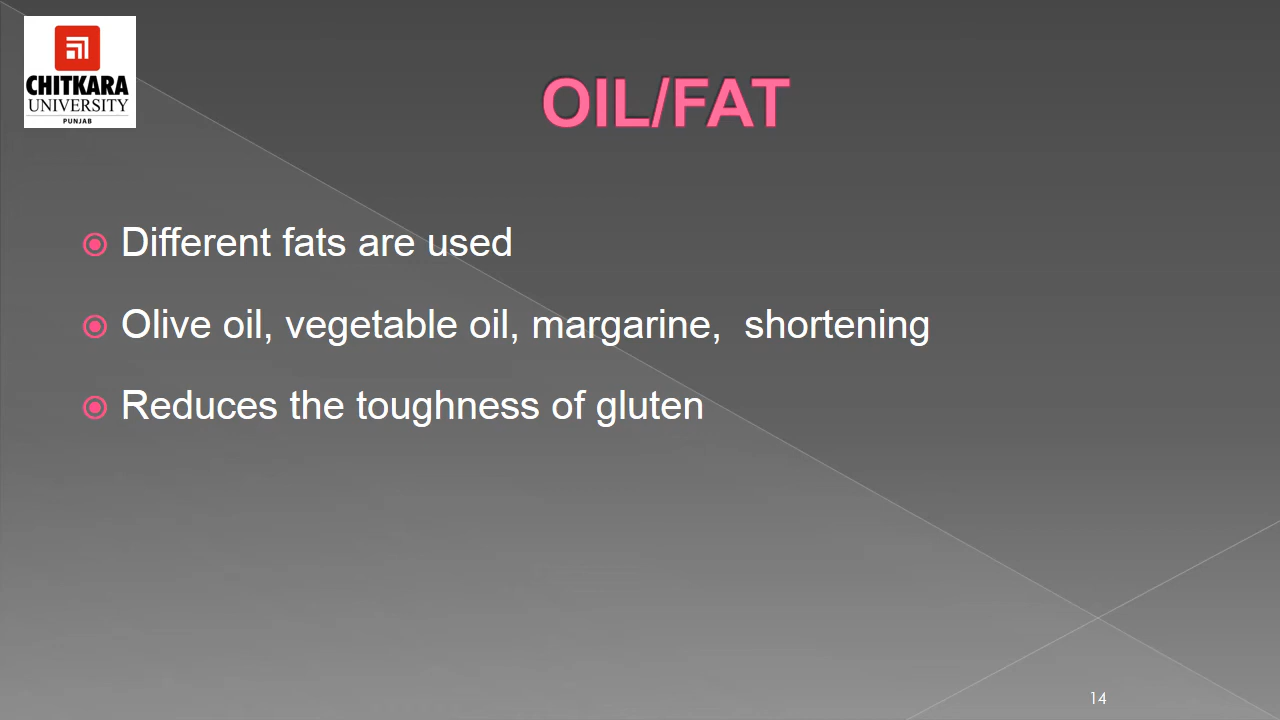 CHITKARA
UNIVERSITY
PUNJAB
OIL/FAT
Different fats are used
Olive oil, vegetable oil, margarine,  shortening
Reduces the toughness of gluten
14